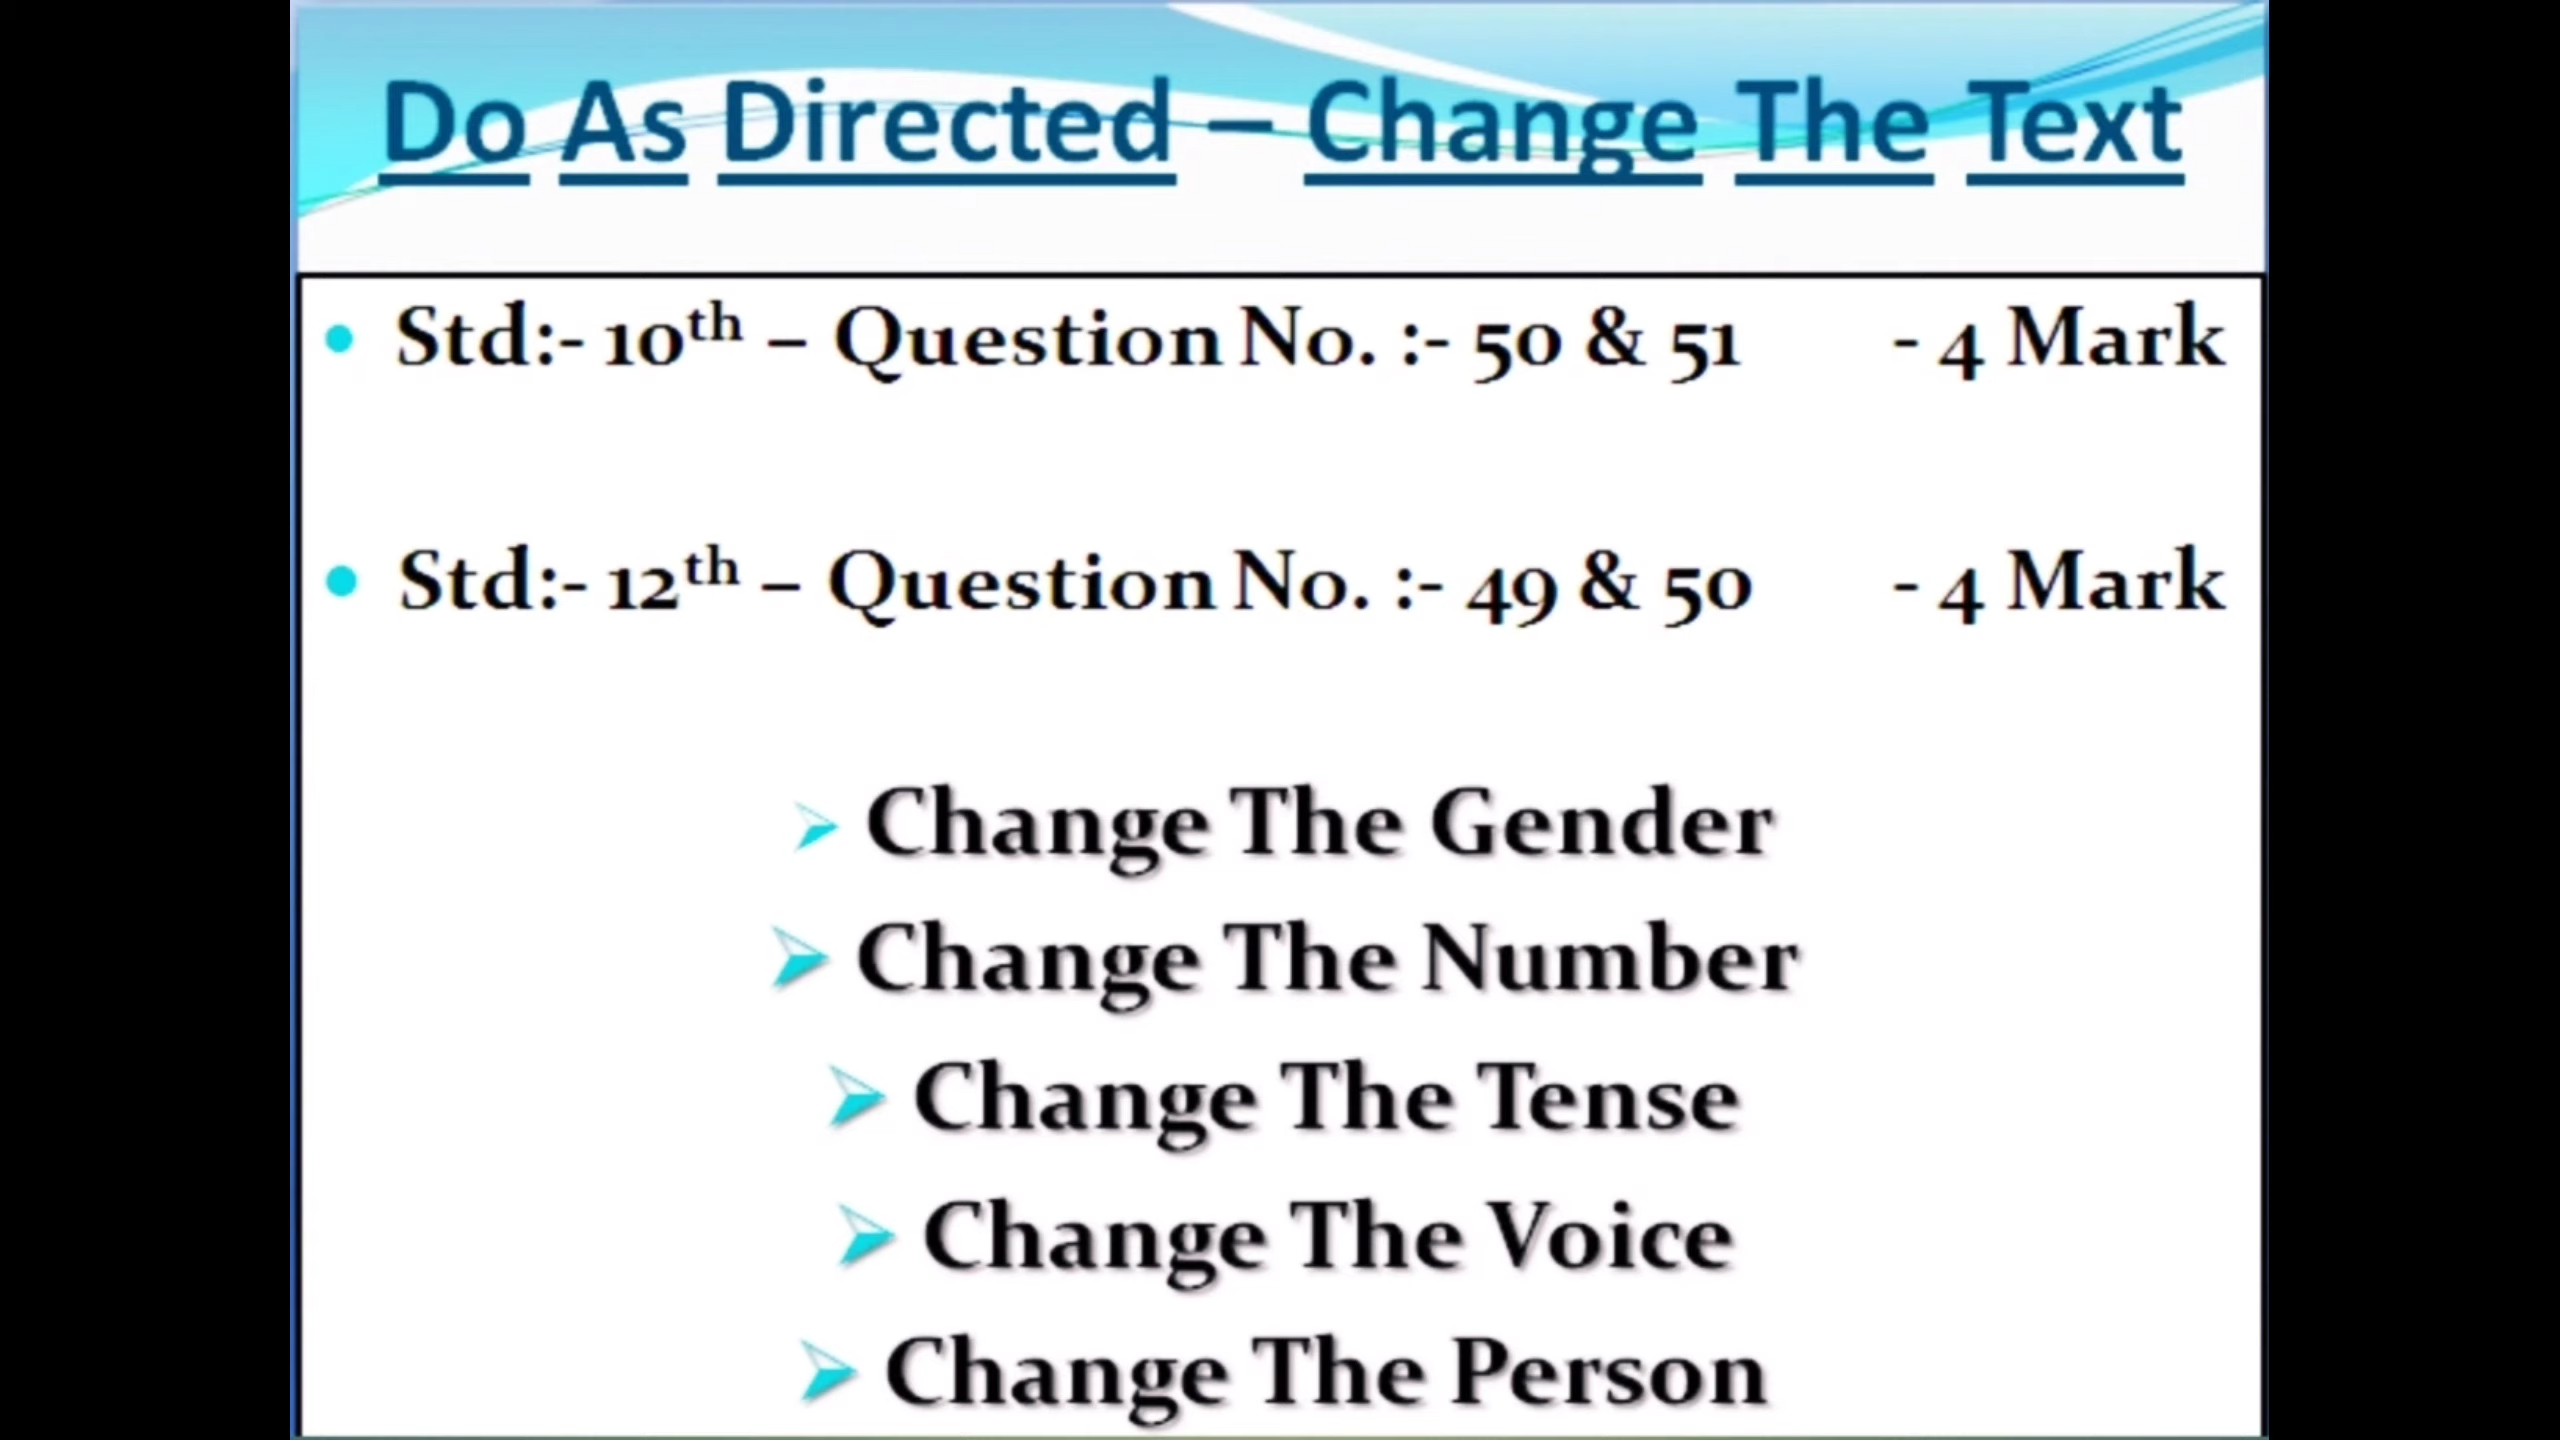 Do As Directed – Change The Text
Std:- 10th – Question No. :- 50 & 51 - 4 Mark
Std:- 12th – Question No. :- 49 & 50 - 4 Mark
Change The Gender
Change The Number
Change The Tense
Change The Voice
Change The Person